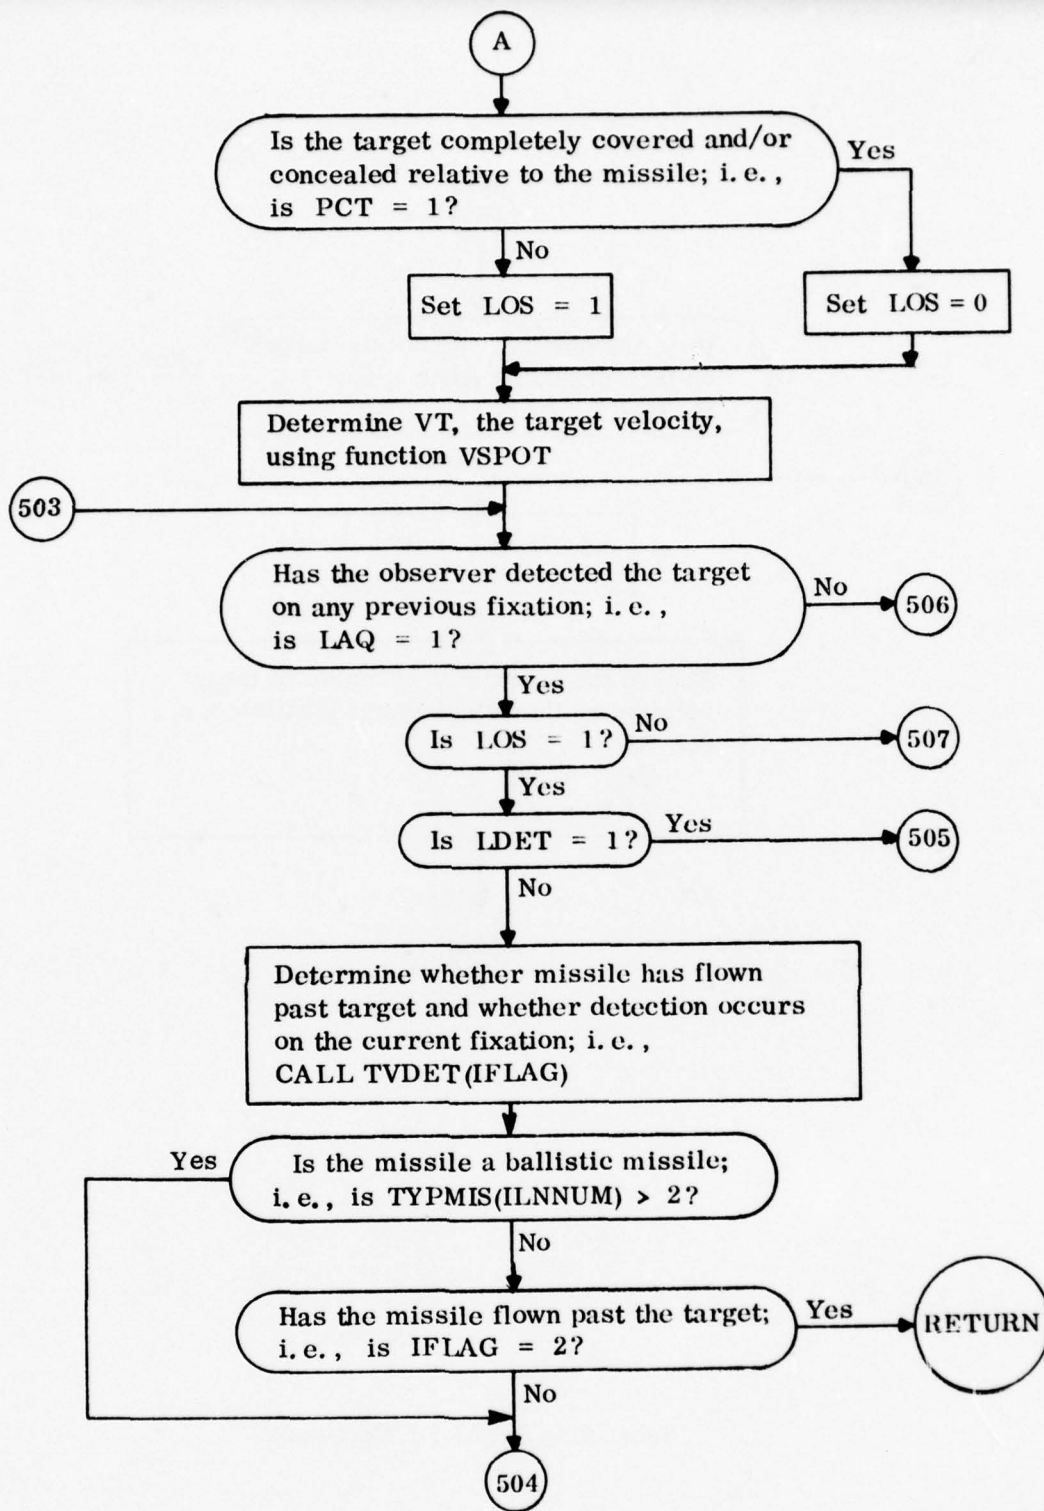 A
Is the target completely covered and/or
concealed relative to the missile; i. e.,
is PCT = 1?
Yes
No
Set LOS = 1
Set LOS = 0
Determine VT, the target velocity,
using function VSPOT
503
Has the observer detected the target
on any previous fixation; i. e.,
is LAQ = 1?
No
506
Yes
Is LOS = 1?
No
507
Yes
Is LDET = 1?
Yes
505
No
Determine whether missile has flown
past target and whether detection occurs
on the current fixation; i. e.,
CALL TVDET(IFLAG)
Yes
Is the missile a ballistic missile;
i. e., is TYPMIS(ILNNUM) > 2?
No
Has the missile flown past the target;
i. e., is IFLAG = 2?
Yes
RETURN
No
504